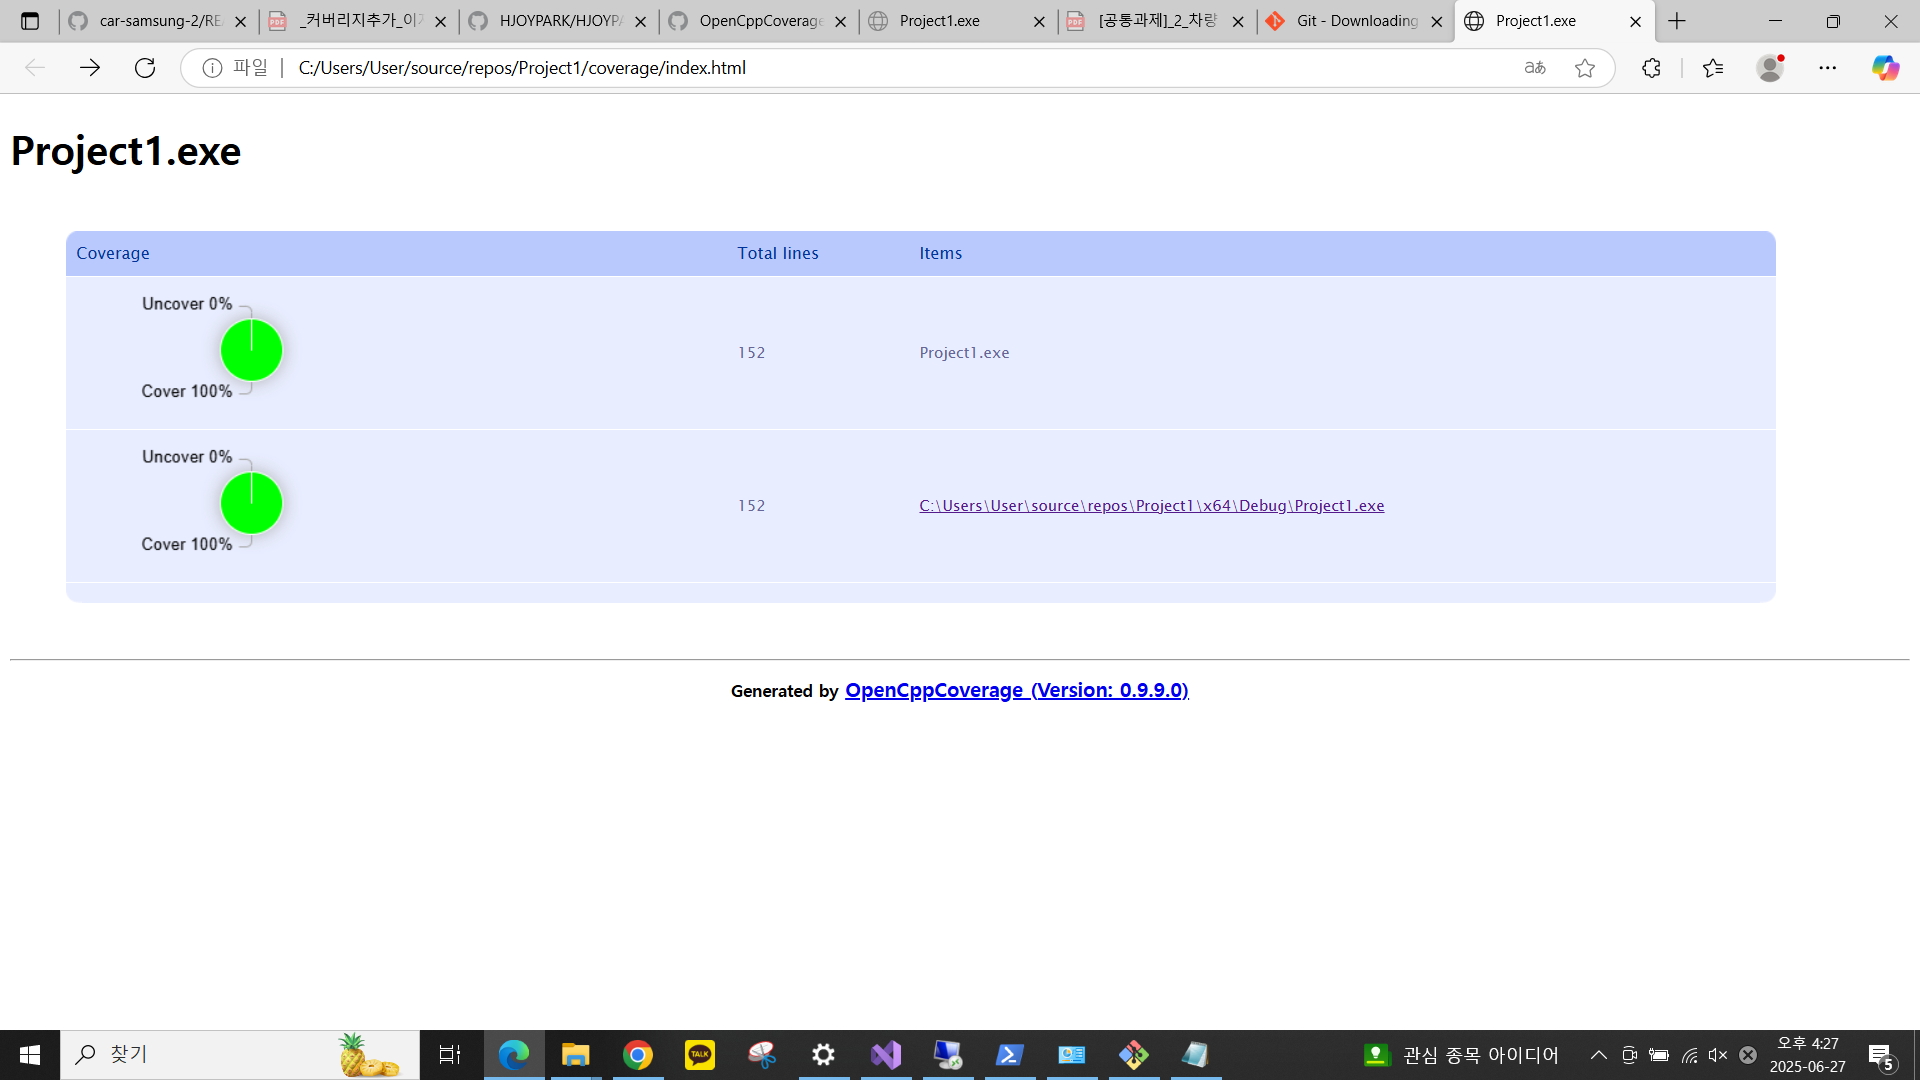 car-samsung-2/RE
_커버리지추가_이
HJOYPARK/HJOYP
OpenCppCoverage
Project1.exe
[공통과제]_2_차량
Git - Downloading
Project1.exe
파일
C:/Users/User/source/repos/Project1/coverage/index.html
Project1.exe
Coverage Total lines Items
Uncover 0%
Cover 100%
152
Project1.exe
Uncover 0%
Cover 100%
152
C:\Users\User\source\repos\Project1\x64\Debug\Project1.exe
Generated by OpenCppCoverage (Version: 0.9.9.0)
찾기
TALK
관심 종목 아이디어
오후 4:27
2025-06-27
5